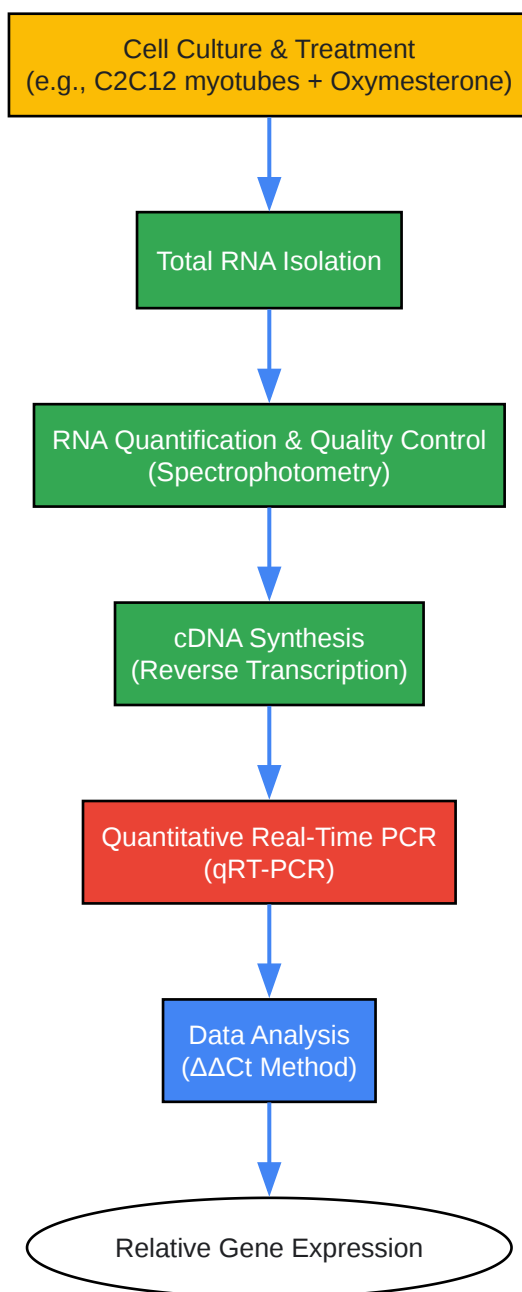 Cell Culture & Treatment
(e.g., C2C12 myotubes + Oxymesterone)
Total RNA Isolation
RNA Quantification & Quality Control
(Spectrophotometry)
cDNA Synthesis
(Reverse Transcription)
Quantitative Real-Time PCR
(qRT-PCR)
Data Analysis
(ΔΔCt Method)
Relative Gene Expression